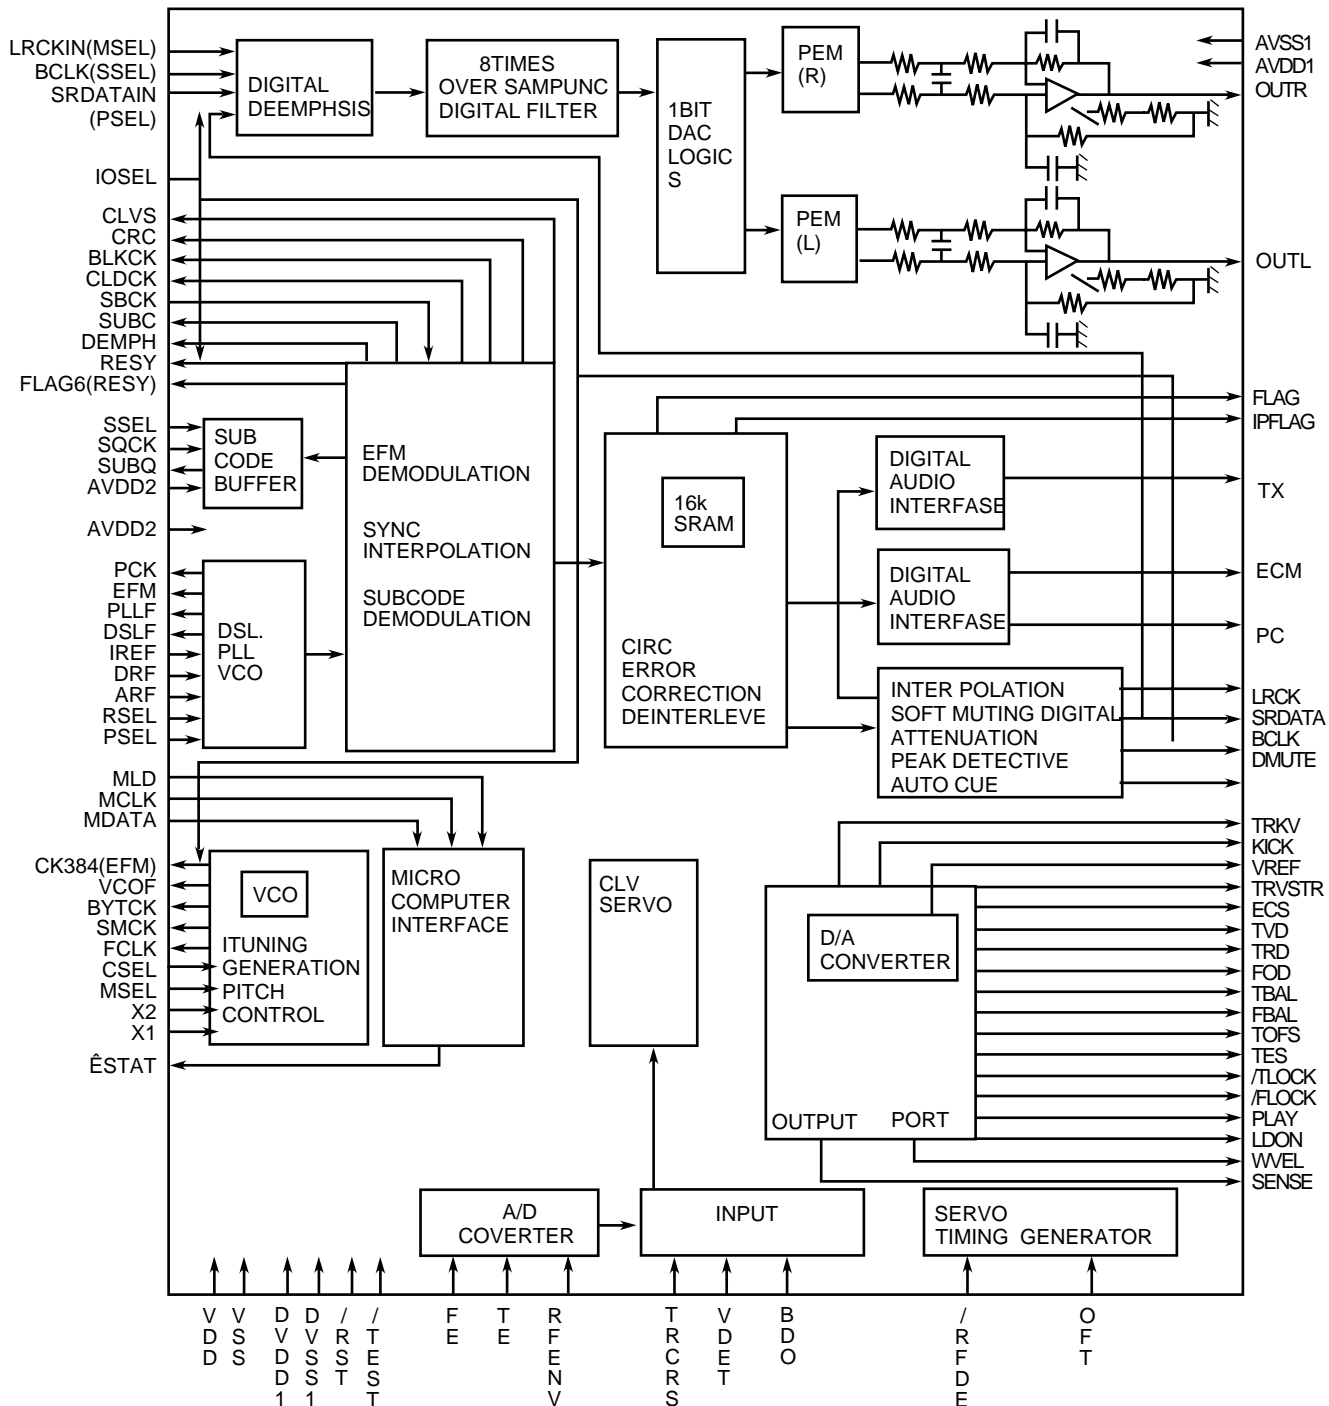 LRCKIN(MSEL)
BCLK(SSEL)
SRDATAIN
(PSEL)
IOSEL
CLVS
CRC
BLKCK
CLDCK
SBCK
SUBC
DEMPH
RESY
FLAG6(RESY)
SSEL
SQCK
SUBQ
AVDD2
AVDD2
PCK
EFM
PLLF
DSLF
IREF
DRF
ARF
RSEL
PSEL
MLD
MCLK
MDATA
CK384(EFM)
VCOF
BYTCK
SMCK
FCLK
CSEL
MSEL
X2
X1
ÊSTAT
DIGITAL
DEEMPHSIS
8TIMES
OVER SAMPUNC
DIGITAL FILTER
1BIT
DAC
LOGIC
S
PEM
(R)
PEM
(L)
SUB
CODE
BUFFER
EFM
DEMODULATION
SYNC
INTERPOLATION
SUBCODE
DEMODULATION
DSL.
PLL
VCO
16k
SRAM
CIRC
ERROR
CORRECTION
DEINTERLEVE
DIGITAL
AUDIO
INTERFASE
DIGITAL
AUDIO
INTERFASE
INTER POLATION
SOFT MUTING DIGITAL
ATTENUATION
PEAK DETECTIVE
AUTO CUE
VCO
ITUNING
GENERATION
PITCH
CONTROL
MICRO
COMPUTER
INTERFACE
CLV
SERVO
D/A
CONVERTER
OUTPUT PORT
A/D
COVERTER
INPUT
SERVO
TIMING GENERATOR
AVSS1
AVDD1
OUTR
OUTL
FLAG
IPFLAG
TX
ECM
PC
LRCK
SRDATA
BCLK
DMUTE
TRKV
KICK
VREF
TRVSTR
ECS
TVD
TRD
FOD
TBAL
FBAL
TOFS
TES
/TLOCK
/FLOCK
PLAY
LDON
WVEL
SENSE
VDD
VSS
DVDD1
DVSS1
/RST
/TEST
FE
TE
RFENV
TRCRS
VDET
BDO
/RFDE
OFT